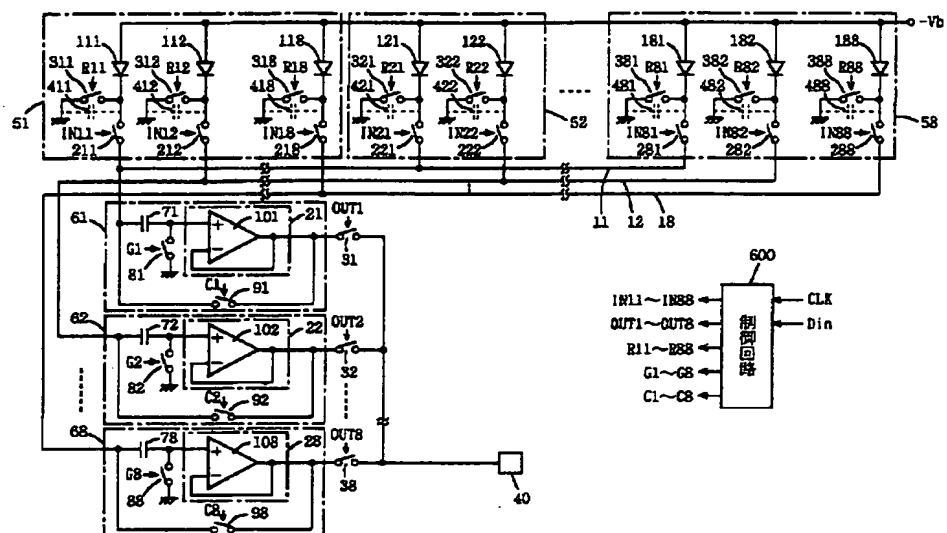 111 112 118 121 122 181 182 188 -Vb
311 R11 312 R12 318 R18 321 R21 322 R22 381 R81 382 R82 388 R88
411 412 418 421 422 481 482 488
51 IN11 IN12 IN18 IN21 IN22 52 IN81 IN82 IN88 58
211 212 218 221 222 281 282 288
11 12 18
61 71 101 21 OUT1
G1 + -
81 31
C1 91
62 72 102 22 OUT2
G2 + -
82 32
C2 92
68 78 108 28 OUT8
G8 + -
88 38
C8 98
40
600
IN11~IN88 CLK
OUT1~OUT8 Din
R11~R88
G1~G8
C1~C8
制御回路